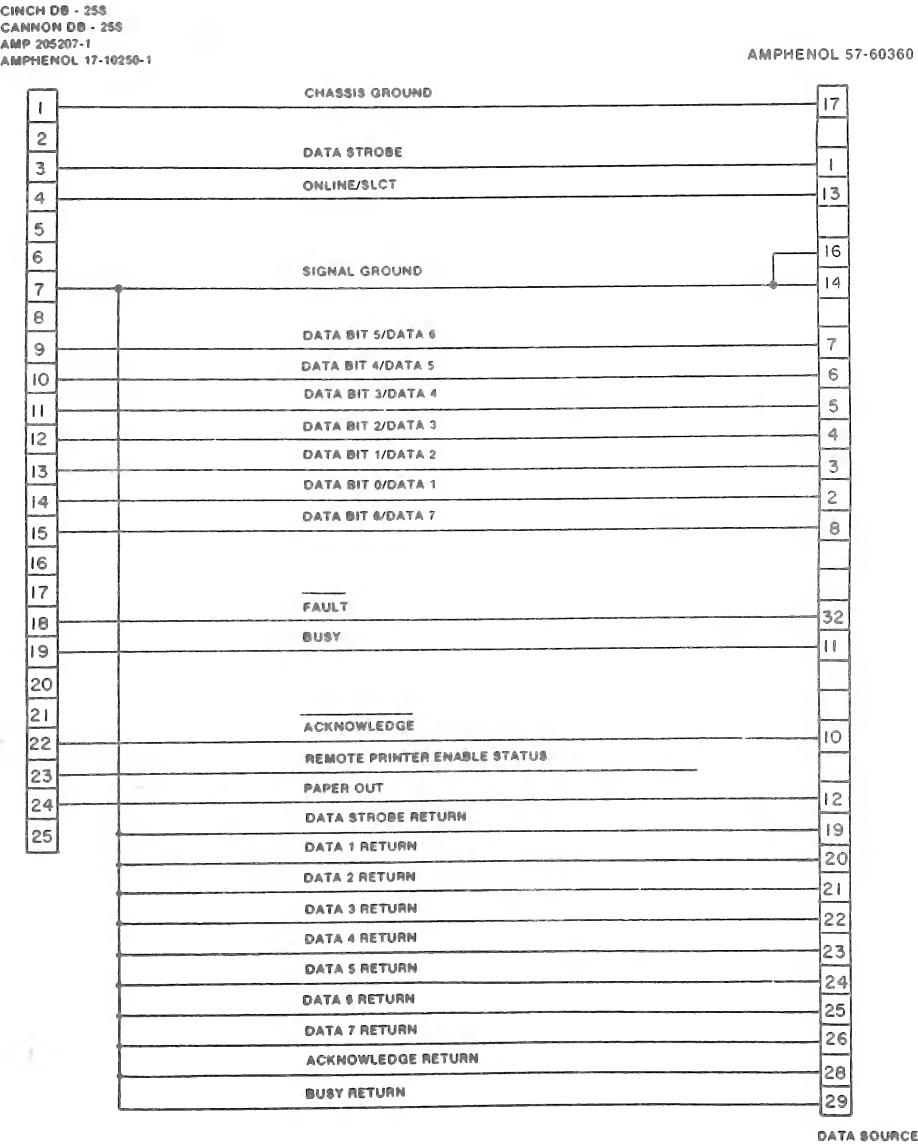 CINCH DB - 25S
CANNON DB - 25S
AMP 205207-1
AMPHENOL 17-10250-1
AMPHENOL 57-60360
CHASSIS GROUND
1
17
2
DATA STROBE
3
1
ONLINE/SLCT
4
13
5
6
16
SIGNAL GROUND
7
14
8
DATA BIT 5/DATA 6
9
7
DATA BIT 4/DATA 5
10
6
DATA BIT 3/DATA 4
11
5
DATA BIT 2/DATA 3
12
4
DATA BIT 1/DATA 2
13
3
DATA BIT 0/DATA 1
14
2
DATA BIT 6/DATA 7
15
8
16
17
FAULT
18
32
BUSY
19
11
20
21
ACKNOWLEDGE
22
10
REMOTE PRINTER ENABLE STATUS
23
PAPER OUT
24
12
DATA STROBE RETURN
25
19
DATA 1 RETURN
20
DATA 2 RETURN
21
DATA 3 RETURN
22
DATA 4 RETURN
23
DATA 5 RETURN
24
DATA 6 RETURN
25
DATA 7 RETURN
26
ACKNOWLEDGE RETURN
28
BUSY RETURN
29
DATA SOURCE